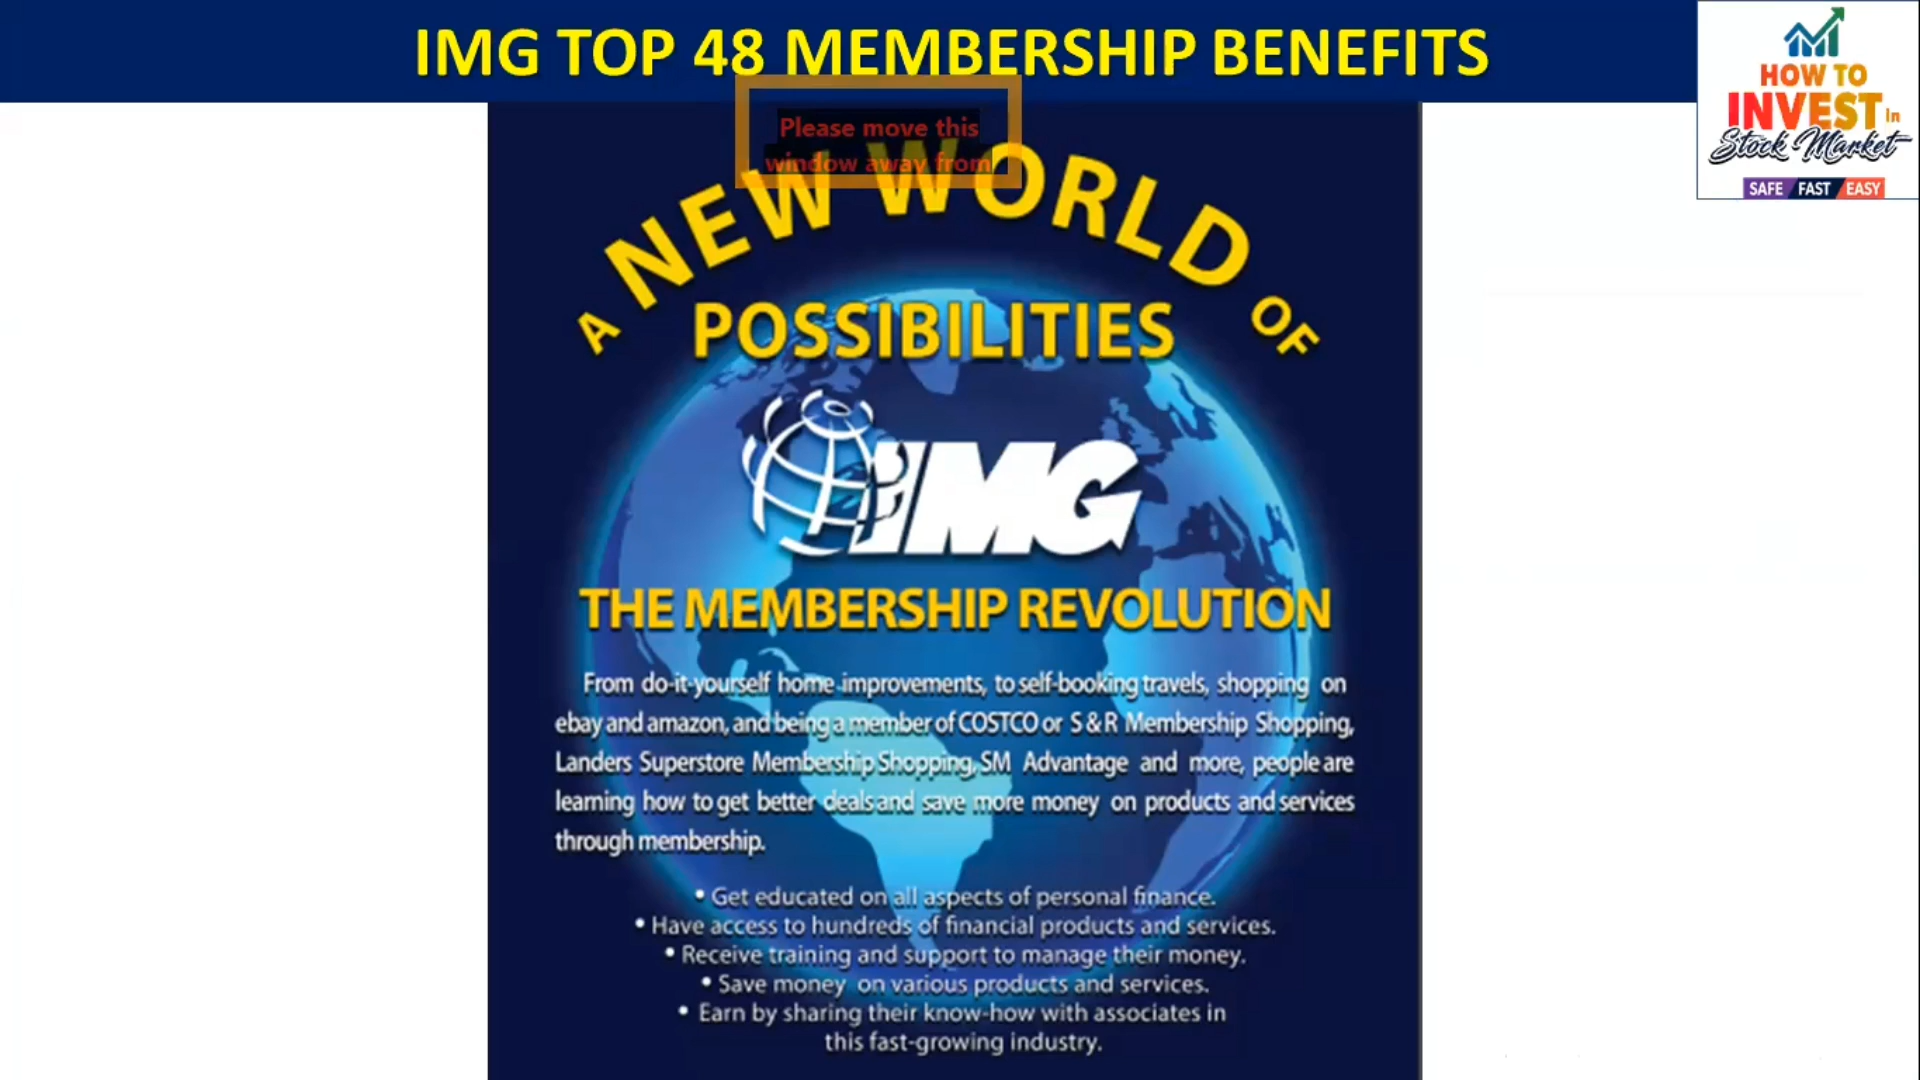 IMG TOP 48 MEMBERSHIP BENEFITS
HOW TO
INVEST in
Stock Market
SAFE FAST EASY
Please move this
window away from
A NEW WORLD OF
POSSIBILITIES
IMG
THE MEMBERSHIP REVOLUTION
From do-it-yourself home improvements, to self-booking travels, shopping on
ebay and amazon, and being a member of COSTCO or S & R Membership Shopping,
Landers Superstore Membership Shopping, SM Advantage and more, people are
learning how to get better deals and save more money on products and services
through membership.
• Get educated on all aspects of personal finance.
• Have access to hundreds of financial products and services.
• Receive training and support to manage their money.
• Save money on various products and services.
• Earn by sharing their know-how with associates in
this fast-growing industry.